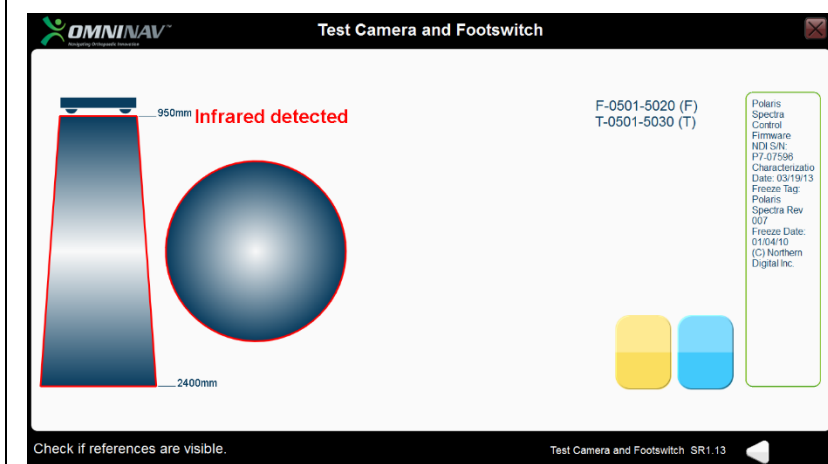 OMNINAV™
Navigating Orthopaedic Innovation
Test Camera and Footswitch
950mm
Infrared detected
2400mm
F-0501-5020 (F)
T-0501-5030 (T)
Polaris
Spectra
Control
Firmware
NDI S/N:
P7-07596
Characterizatio
Date: 03/19/13
Freeze Tag:
Polaris
Spectra Rev
007
Freeze Date:
01/04/10
(C) Northern
Digital Inc.
Check if references are visible.
Test Camera and Footswitch SR1.13